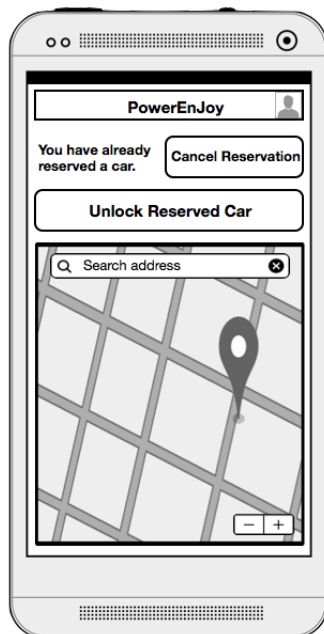 PowerEnJoy
You have already
reserved a car.
Cancel Reservation
Unlock Reserved Car
Search address
− +